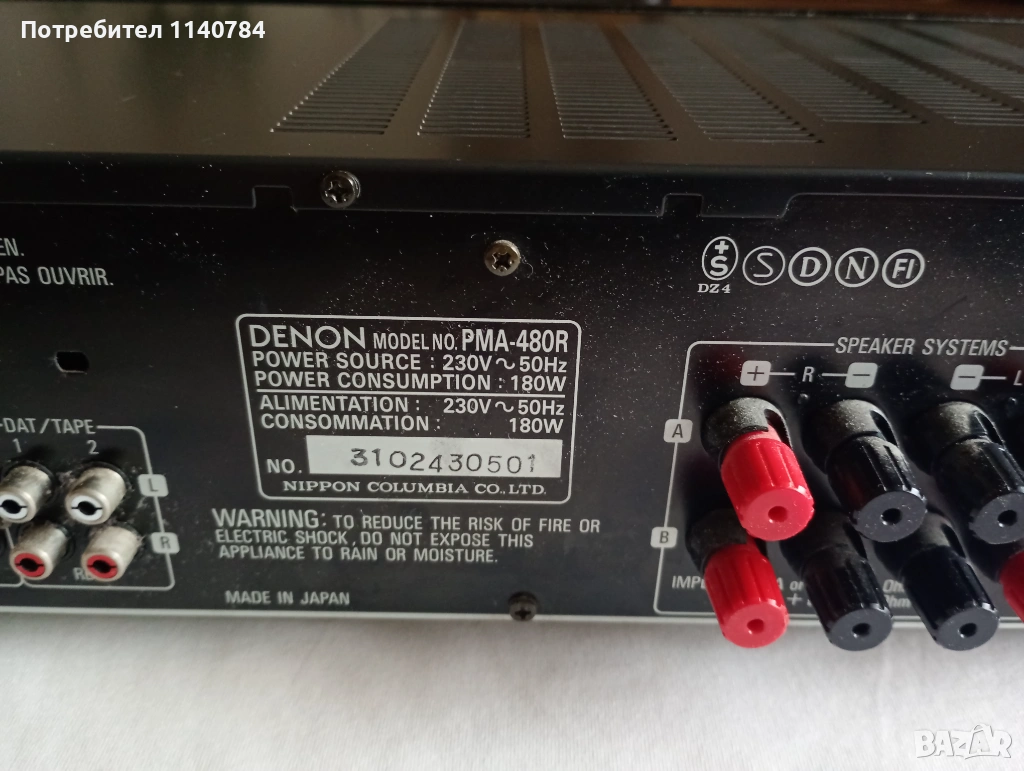 Потребител 1140784
EN.
PAS OUVRIR.
DZ4
S D N FI
DENON MODEL NO. PMA-480R
POWER SOURCE : 230V~50Hz
POWER CONSUMPTION : 180W
ALIMENTATION : 230V~50Hz
CONSOMMATION : 180W
NO. 3102430501
NIPPON COLUMBIA CO., LTD.
WARNING: TO REDUCE THE RISK OF FIRE OR
ELECTRIC SHOCK, DO NOT EXPOSE THIS
APPLIANCE TO RAIN OR MOISTURE.
MADE IN JAPAN
DAT/TAPE
1 2
L
R
SPEAKER SYSTEMS
+ R − − L
A
B
BAZAR